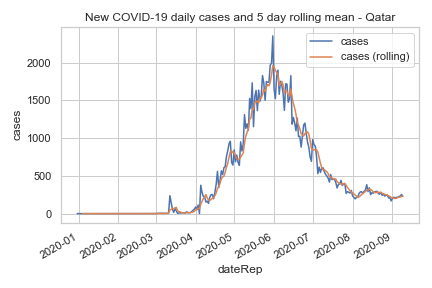 New COVID-19 daily cases and 5 day rolling mean - Qatar
cases
cases (rolling)
2000
1500
1000
500
0
cases
2020-01
2020-02
2020-03
2020-04
2020-05
2020-06
2020-07
2020-08
2020-09
dateRep